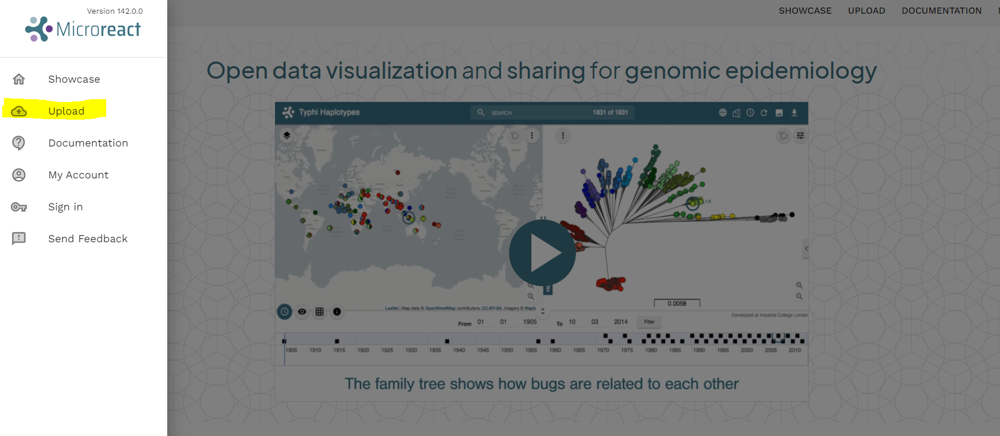 Version 142.0.0
Microreact
Showcase
Upload
Documentation
My Account
Sign in
Send Feedback
SHOWCASE UPLOAD DOCUMENTATION
Open data visualization and sharing for genomic epidemiology
Typhi Haplotypes
SEARCH
1831 of 1831
0.0058
Leaflet | Map data © OpenStreetMap contributors, CC-BY-SA, Imagery © Mapb
Developed at Imperial College London
From 01 01 1905 To 10 03 2014 Filter
1905 1910 1915 1920 1925 1930 1935 1940 1945 1950 1955 1960 1965 1970 1975 1980 1985 1990 1995 2000 2005 2010
The family tree shows how bugs are related to each other